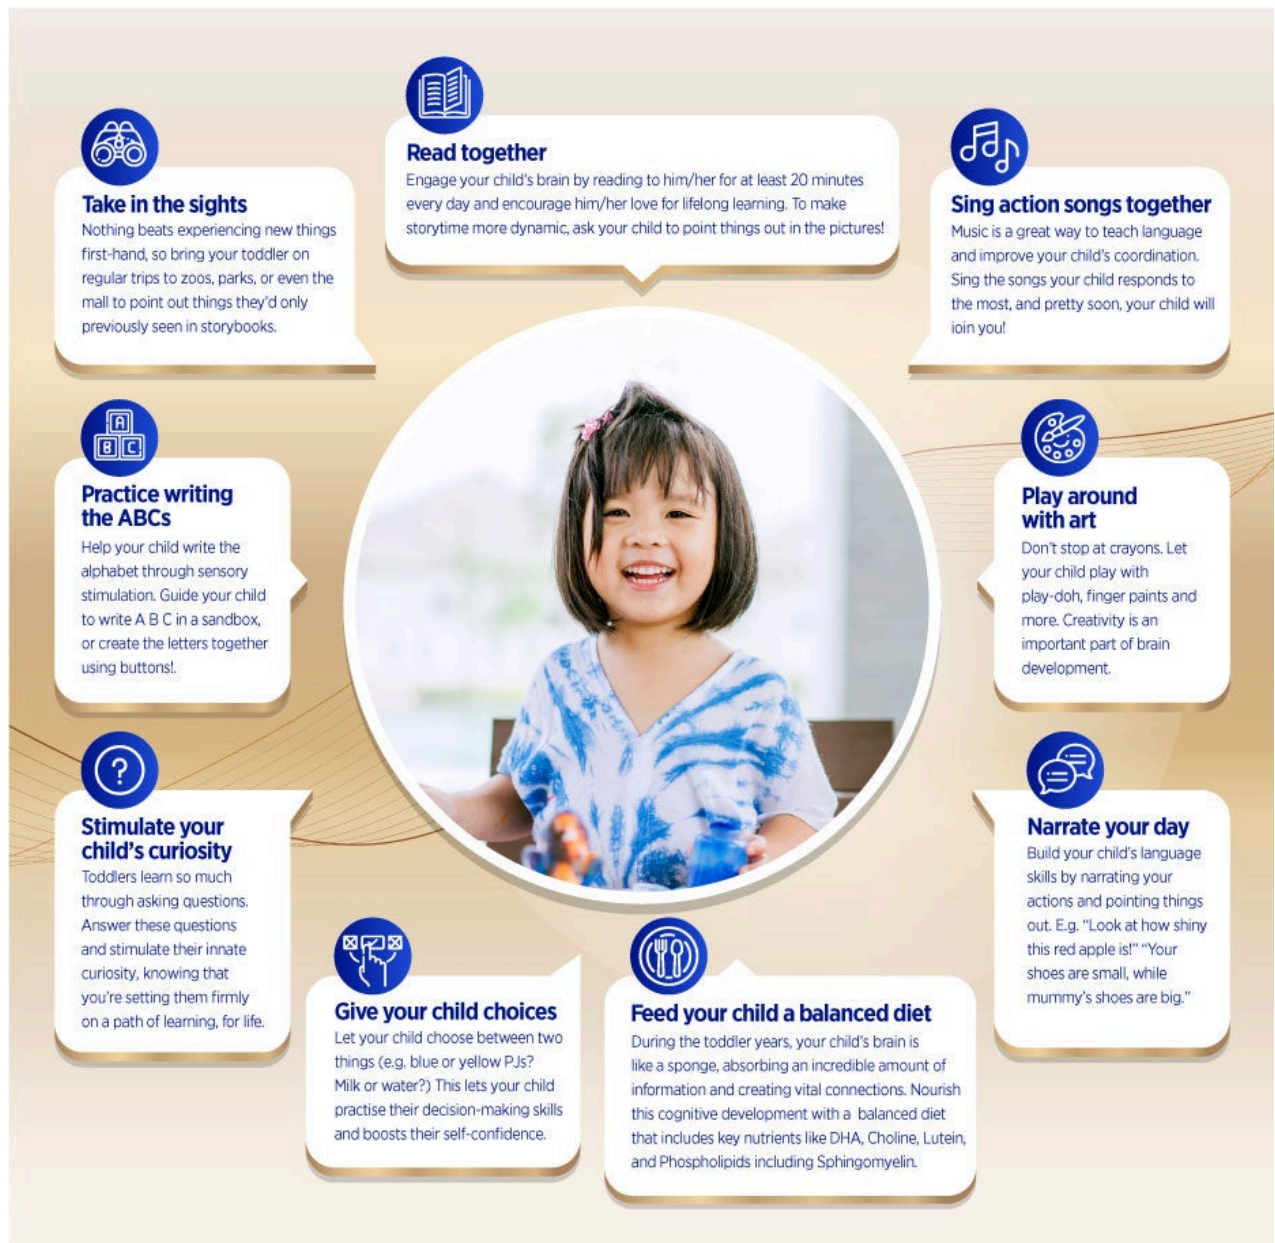 Read together
Engage your child's brain by reading to him/her for at least 20 minutes
every day and encourage him/her love for lifelong learning. To make
storytime more dynamic, ask your child to point things out in the pictures!
Take in the sights
Nothing beats experiencing new things
first-hand, so bring your toddler on
regular trips to zoos, parks, or even the
mall to point out things they'd only
previously seen in storybooks.
Sing action songs together
Music is a great way to teach language
and improve your child's coordination.
Sing the songs your child responds to
the most, and pretty soon, your child will
join you!
A
B C
Practice writing
the ABCs
Help your child write the
alphabet through sensory
stimulation. Guide your child
to write A B C in a sandbox,
or create the letters together
using buttons!.
Play around
with art
Don't stop at crayons. Let
your child play with
play-doh, finger paints and
more. Creativity is an
important part of brain
development.
?
Stimulate your
child's curiosity
Toddlers learn so much
through asking questions.
Answer these questions
and stimulate their innate
curiosity, knowing that
you're setting them firmly
on a path of learning, for life.
Narrate your day
Build your child's language
skills by narrating your
actions and pointing things
out. E.g. "Look at how shiny
this red apple is!" "Your
shoes are small, while
mummy's shoes are big."
Give your child choices
Let your child choose between two
things (e.g. blue or yellow PJs?
Milk or water?) This lets your child
practise their decision-making skills
and boosts their self-confidence.
Feed your child a balanced diet
During the toddler years, your child's brain is
like a sponge, absorbing an incredible amount of
information and creating vital connections. Nourish
this cognitive development with a balanced diet
that includes key nutrients like DHA, Choline, Lutein,
and Phospholipids including Sphingomyelin.